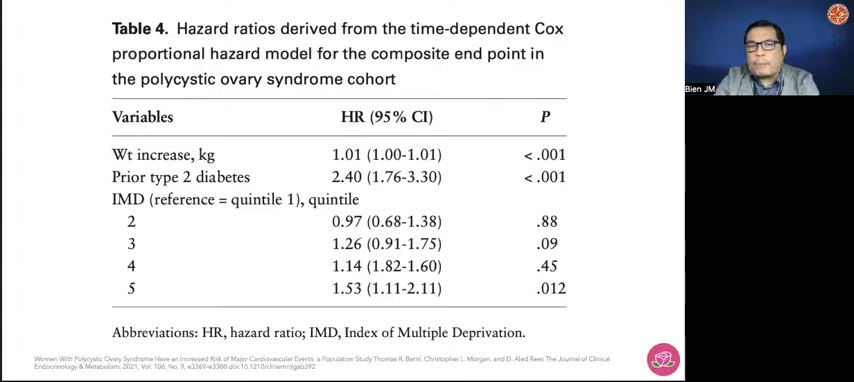 Table 4. Hazard ratios derived from the time-dependent Cox
proportional hazard model for the composite end point in
the polycystic ovary syndrome cohort
Variables HR (95% CI) P
Wt increase, kg 1.01 (1.00-1.01) <.001
Prior type 2 diabetes 2.40 (1.76-3.30) <.001
IMD (reference = quintile 1), quintile
2 0.97 (0.68-1.38) .88
3 1.26 (0.91-1.75) .09
4 1.14 (1.82-1.60) .45
5 1.53 (1.11-2.11) .012
Abbreviations: HR, hazard ratio; IMD, Index of Multiple Deprivation.
Women With Polycystic Ovary Syndrome Have an Increased Risk of Major Cardiovascular Events: a Population Study Thomas R. Berni, Christopher L. Morgan, and D. Aled Rees The Journal of Clinical
Endocrinology & Metabolism, 2021, Vol. 106, No. 9, e3369-e3380 doi:10.1210/clinem/dgab392
Bien JM